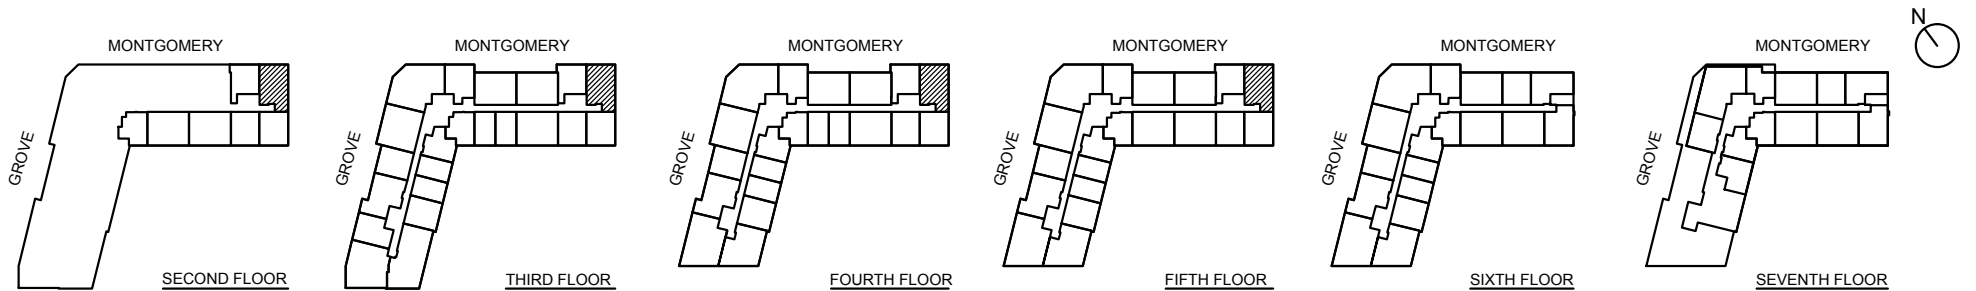 N
MONTGOMERY
MONTGOMERY
MONTGOMERY
MONTGOMERY
MONTGOMERY
MONTGOMERY
GROVE
GROVE
GROVE
GROVE
GROVE
GROVE
SECOND FLOOR
THIRD FLOOR
FOURTH FLOOR
FIFTH FLOOR
SIXTH FLOOR
SEVENTH FLOOR